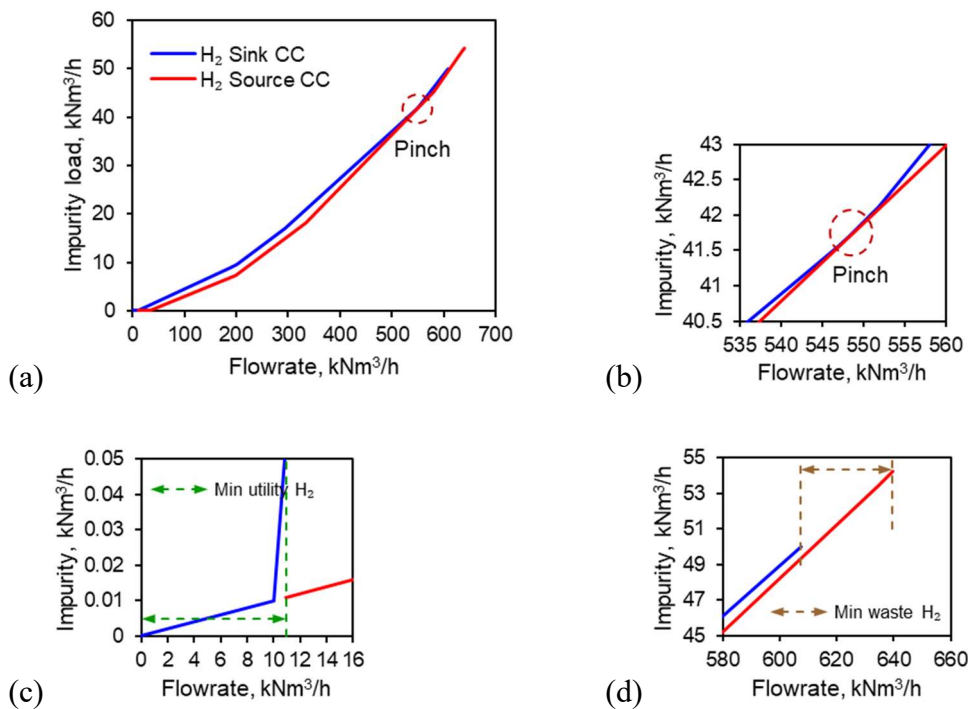 60
50
40
30
20
10
0
Impurity load, kNm³/h
H₂ Sink CC
H₂ Source CC
Pinch
0 100 200 300 400 500 600 700
Flowrate, kNm³/h
(a)
43
42.5
42
41.5
41
40.5
Impurity, kNm³/h
Pinch
535 540 545 550 555 560
Flowrate, kNm³/h
(b)
0.05
0.04
0.03
0.02
0.01
0
Impurity, kNm³/h
Min utility H₂
0 2 4 6 8 10 12 14 16
Flowrate, kNm³/h
(c)
55
53
51
49
47
45
Impurity, kNm³/h
Min waste H₂
580 600 620 640 660
Flowrate, kNm³/h
(d)